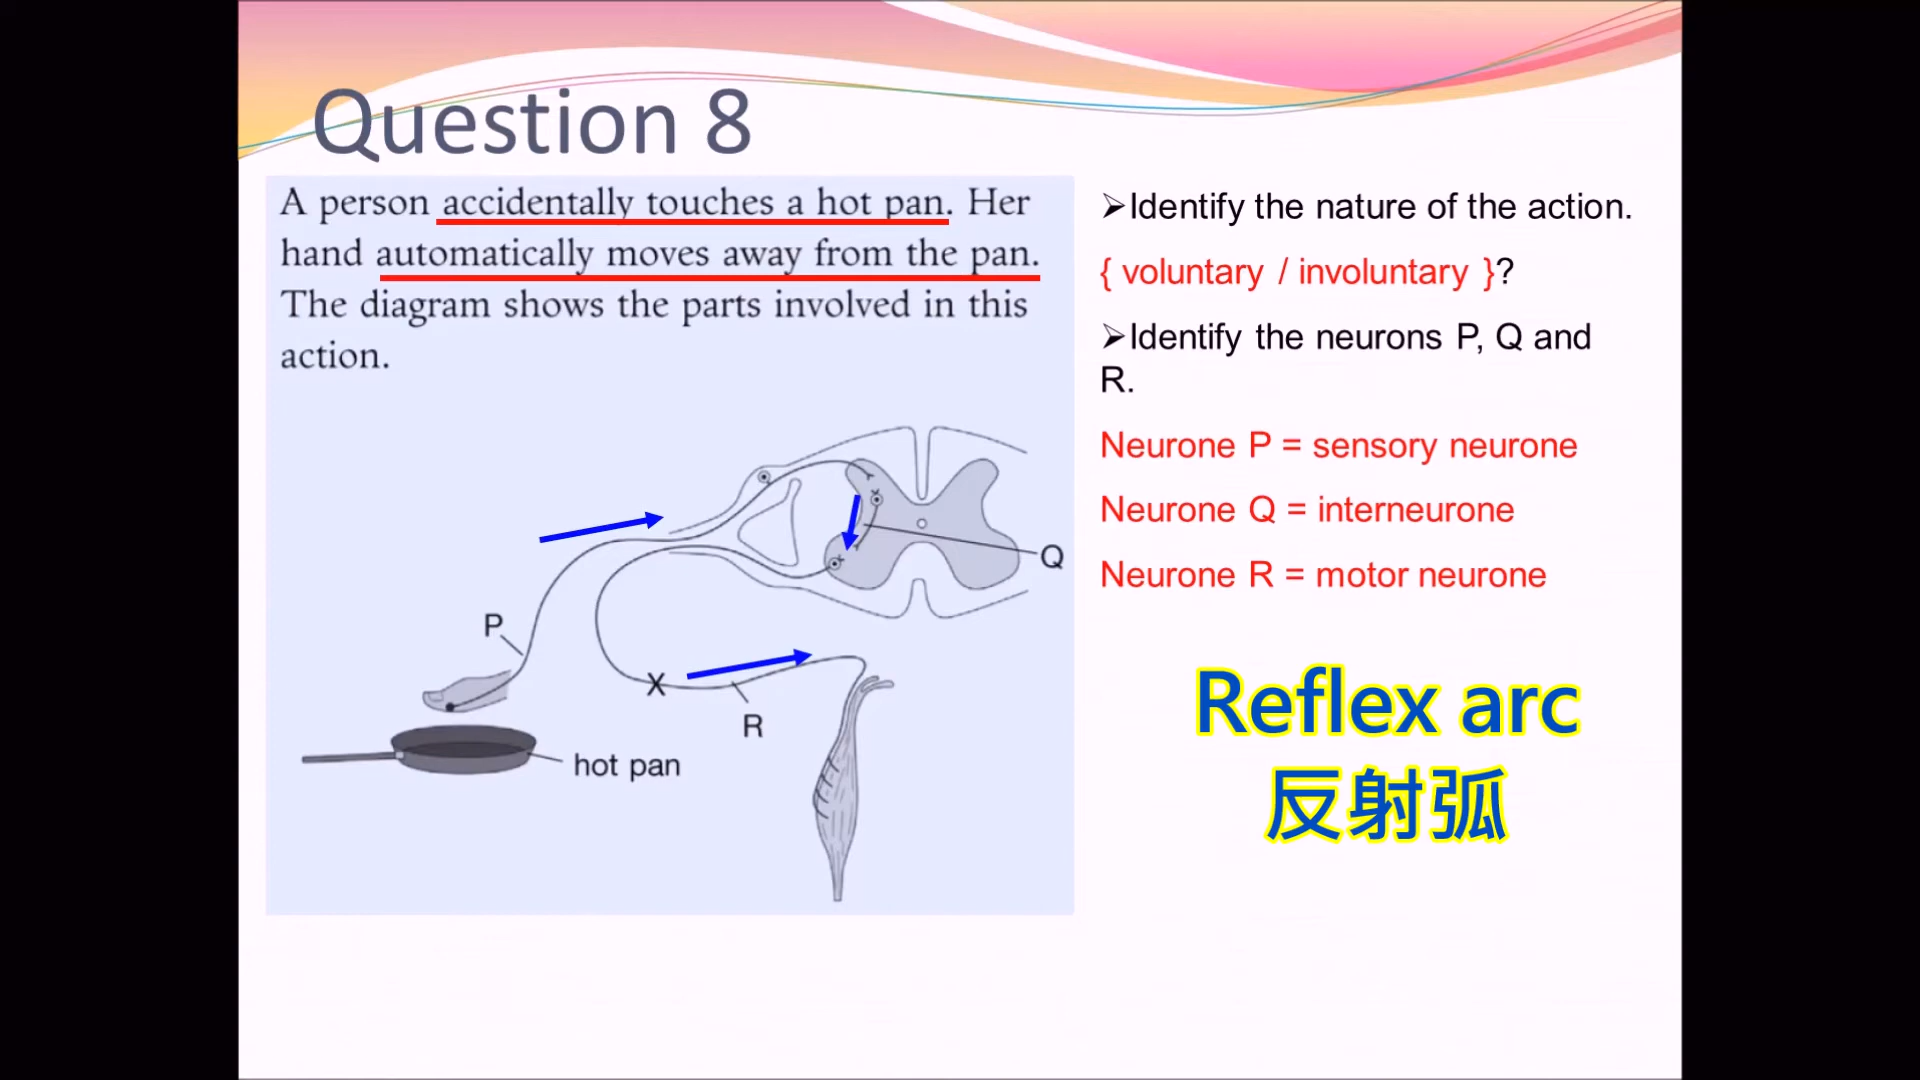 Question 8
A person accidentally touches a hot pan. Her
hand automatically moves away from the pan.
The diagram shows the parts involved in this
action.
Q
P
X
R
hot pan
➢Identify the nature of the action.
{ voluntary / involuntary }?
➢Identify the neurons P, Q and
R.
Neurone P = sensory neurone
Neurone Q = interneurone
Neurone R = motor neurone
Reflex arc
反射弧